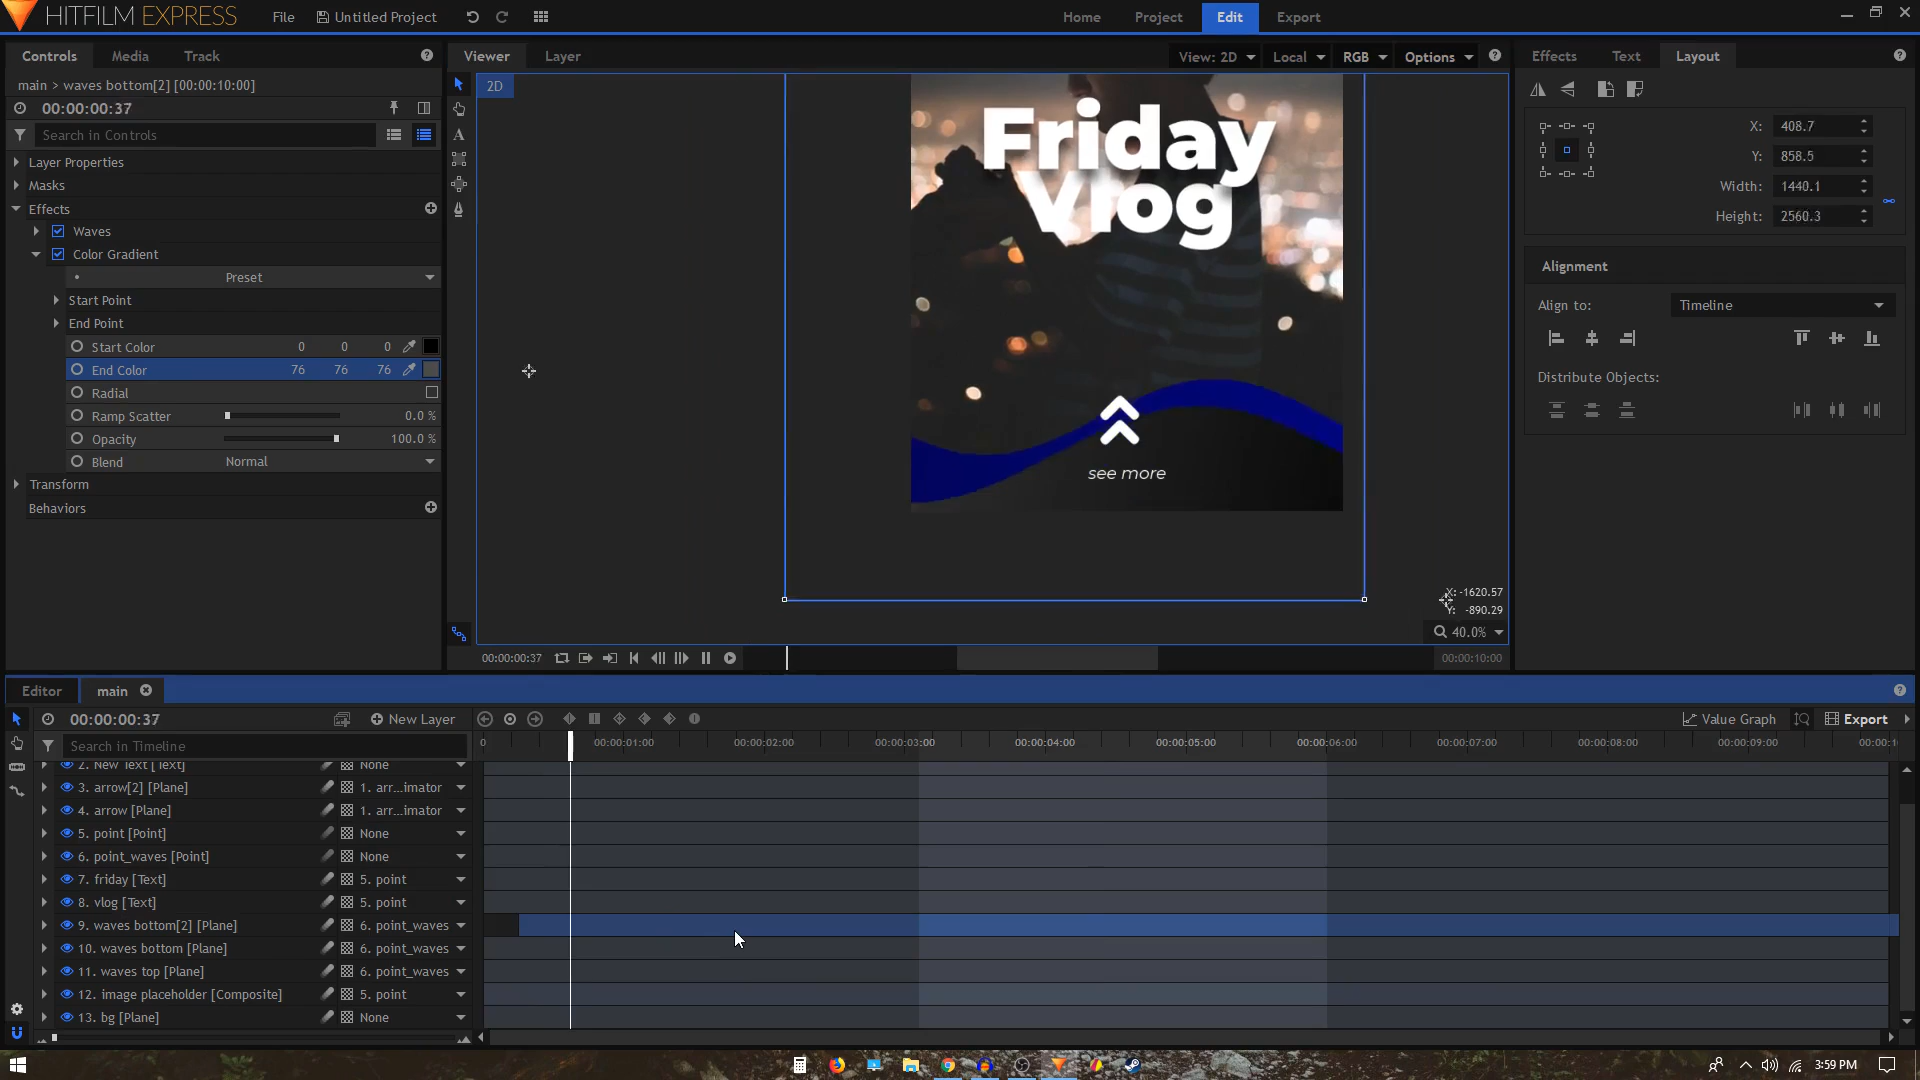 HITFILM EXPRESS
File
Untitled Project
Home
Project
Edit
Export
Controls
Media
Track
main > waves bottom[2] [00:00:10:00]
00:00:00:37
Search in Controls
Layer Properties
Masks
Effects
Waves
Color Gradient
Preset
Start Point
End Point
Start Color 0 0 0
End Color 76 76 76
Radial
Ramp Scatter 0.0 %
Opacity 100.0 %
Blend Normal
Transform
Behaviors
Viewer
Layer
View: 2D
Local
RGB
Options
2D
Friday
Vlog
see more
X: -1620.57
Y: -890.29
40.0%
00:00:00:37
00:00:10:00
Effects
Text
Layout
X: 408.7
Y: 858.5
Width: 1440.1
Height: 2560.3
Alignment
Align to: Timeline
Distribute Objects:
Editor
main
00:00:00:37
New Layer
Value Graph
Export
Search in Timeline
0 00:00:01:00 00:00:02:00 00:00:03:00 00:00:04:00 00:00:05:00 00:00:06:00 00:00:07:00 00:00:08:00 00:00:09:00 00:00:1
2. New Text [Text] None
3. arrow[2] [Plane] 1. arr...imator
4. arrow [Plane] 1. arr...imator
5. point [Point] None
6. point_waves [Point] None
7. friday [Text] 5. point
8. vlog [Text] 5. point
9. waves bottom[2] [Plane] 6. point_waves
10. waves bottom [Plane] 6. point_waves
11. waves top [Plane] 6. point_waves
12. image placeholder [Composite] 5. point
13. bg [Plane] None
3:59 PM